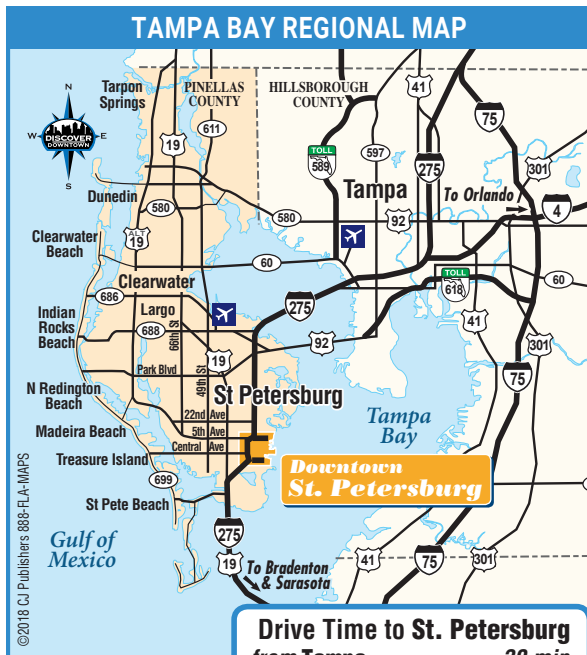 TAMPA BAY REGIONAL MAP
Tarpon
Springs
PINELLAS
COUNTY
HILLSBOROUGH
COUNTY
41
75
N
W
E
S
DISCOVER
DOWNTOWN
19
611
TOLL
589
597
275
301
Tampa
To Orlando
4
Dunedin
580
580
92
ALT
19
Clearwater
Beach
60
TOLL
618
60
686
Clearwater
275
Indian
Rocks
Beach
Largo
688
66th St
92
41
301
19
Park Blvd
49th St
75
N Redington
Beach
St Petersburg
22nd Ave
Tampa
Bay
Madeira Beach
5th Ave
Central Ave
Treasure Island
Downtown
St. Petersburg
699
St Pete Beach
Gulf of
Mexico
275
19
To Bradenton
& Sarasota
41
75
301
©2018 CJ Publishers 888-FLA-MAPS
Drive Time to St. Petersburg
from Tampa 30 min